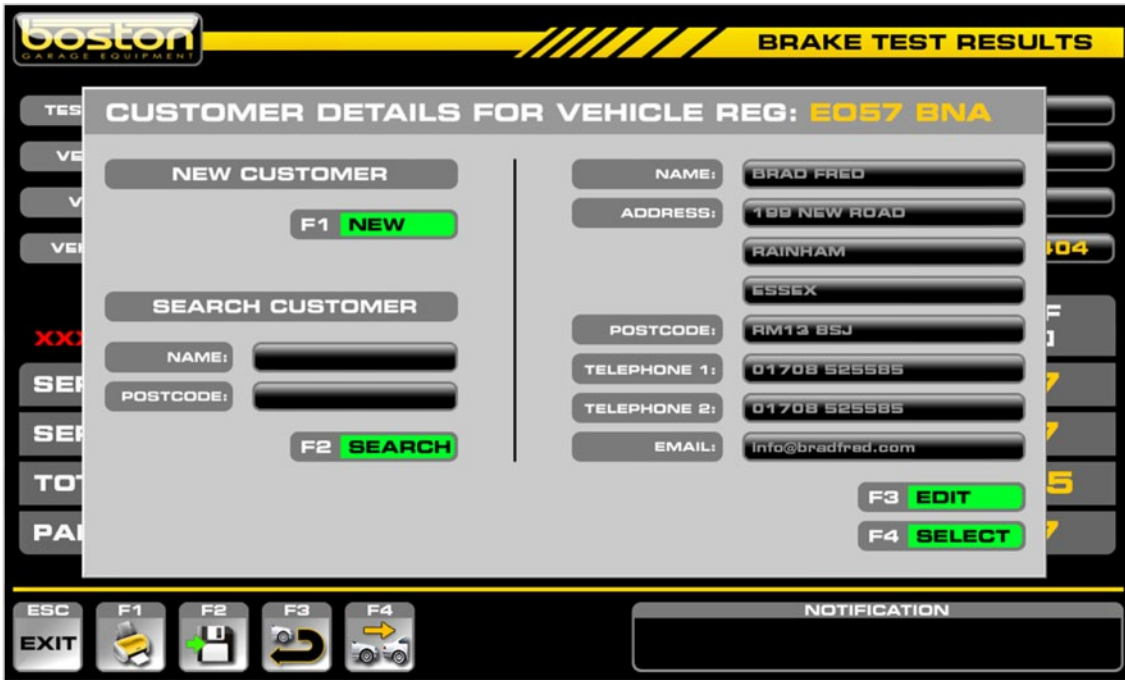 boston
GARAGE EQUIPMENT
BRAKE TEST RESULTS
CUSTOMER DETAILS FOR VEHICLE REG: EO57 BNA
NEW CUSTOMER
F1 NEW
SEARCH CUSTOMER
NAME:
POSTCODE:
F2 SEARCH
NAME: BRAD FRED
ADDRESS: 199 NEW ROAD
RAINHAM
ESSEX
POSTCODE: RM13 8SJ
TELEPHONE 1: 01708 525585
TELEPHONE 2: 01708 525585
EMAIL: info@bradfred.com
F3 EDIT
F4 SELECT
ESC EXIT
F1
F2
F3
F4
NOTIFICATION